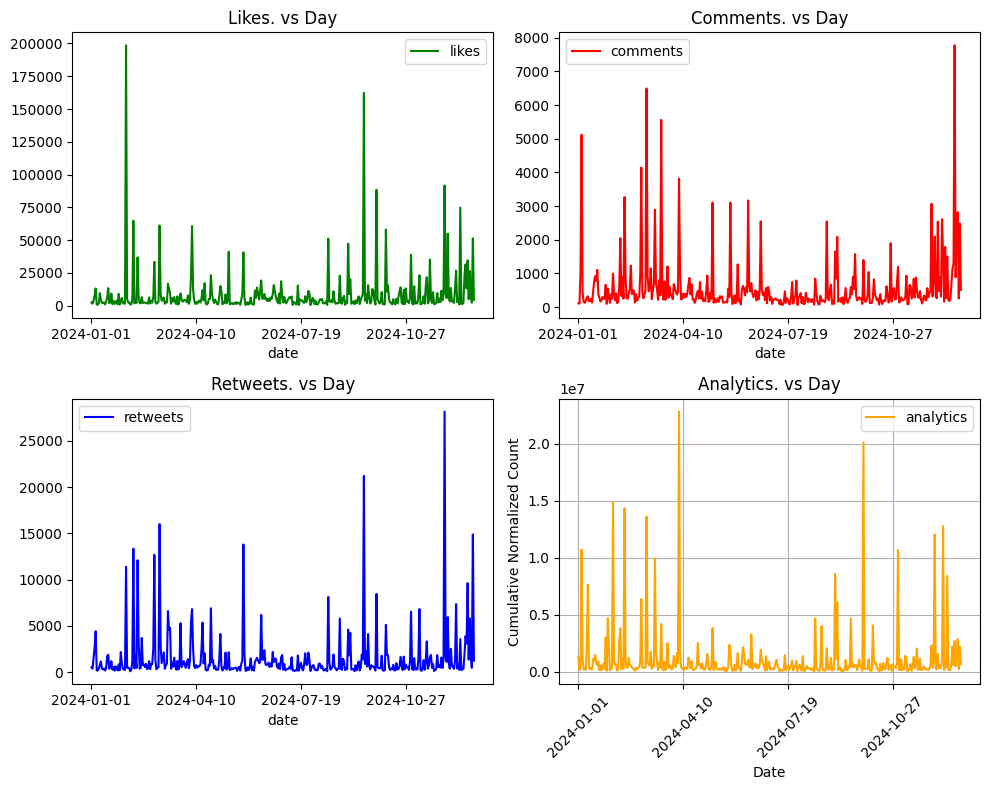 Likes. vs Day
200000
175000
150000
125000
100000
75000
50000
25000
0
likes
2024-01-01 2024-04-10 2024-07-19 2024-10-27
date
Comments. vs Day
8000
7000
6000
5000
4000
3000
2000
1000
0
comments
2024-01-01 2024-04-10 2024-07-19 2024-10-27
date
Retweets. vs Day
25000
20000
15000
10000
5000
0
retweets
2024-01-01 2024-04-10 2024-07-19 2024-10-27
date
Analytics. vs Day
1e7
2.0
1.5
1.0
0.5
0.0
Cumulative Normalized Count
analytics
2024-01-01 2024-04-10 2024-07-19 2024-10-27
Date